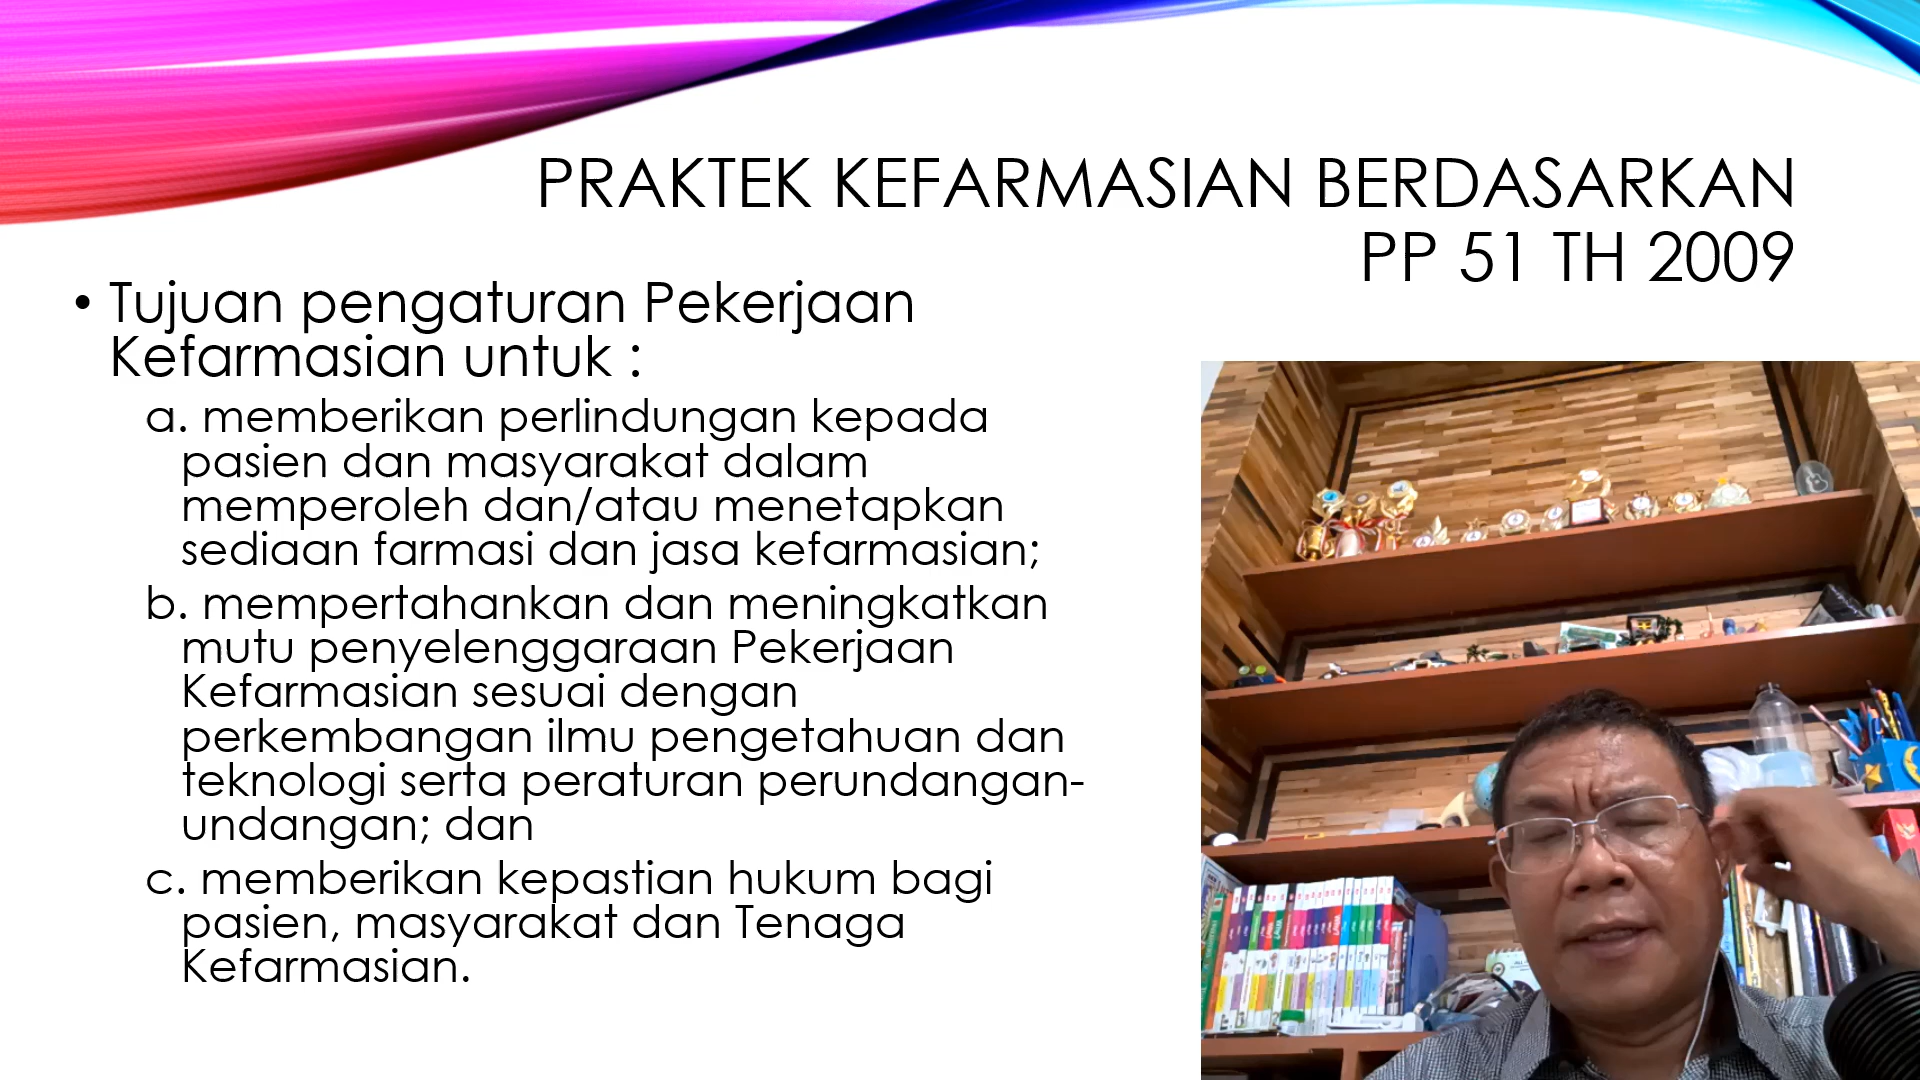 PRAKTEK KEFARMASIAN BERDASARKAN
PP 51 TH 2009
• Tujuan pengaturan Pekerjaan
Kefarmasian untuk :
a. memberikan perlindungan kepada
pasien dan masyarakat dalam
memperoleh dan/atau menetapkan
sediaan farmasi dan jasa kefarmasian;
b. mempertahankan dan meningkatkan
mutu penyelenggaraan Pekerjaan
Kefarmasian sesuai dengan
perkembangan ilmu pengetahuan dan
teknologi serta peraturan perundangan-
undangan; dan
c. memberikan kepastian hukum bagi
pasien, masyarakat dan Tenaga
Kefarmasian.